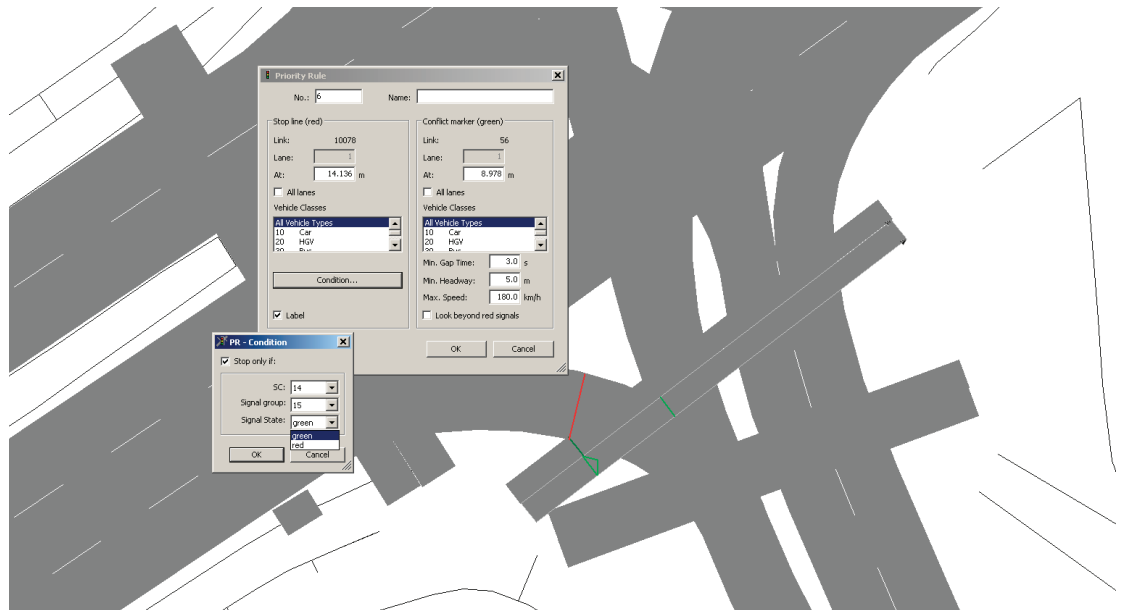 Priority Rule
No.: 6 Name:
Stop line (red)
Link: 10078
Lane: 1
At: 14.136 m
All lanes
Vehicle Classes
All Vehicle Types
10 Car
20 HGV
30 Bus
Condition...
Label
Conflict marker (green)
Link: 56
Lane: 1
At: 8.978 m
All lanes
Vehicle Classes
All Vehicle Types
10 Car
20 HGV
Min. Gap Time: 3.0 s
Min. Headway: 5.0 m
Max. Speed: 180.0 km/h
Look beyond red signals
OK Cancel
PR - Condition
Stop only if:
SC: 14
Signal group: 15
Signal State: green
green
red
OK Cancel